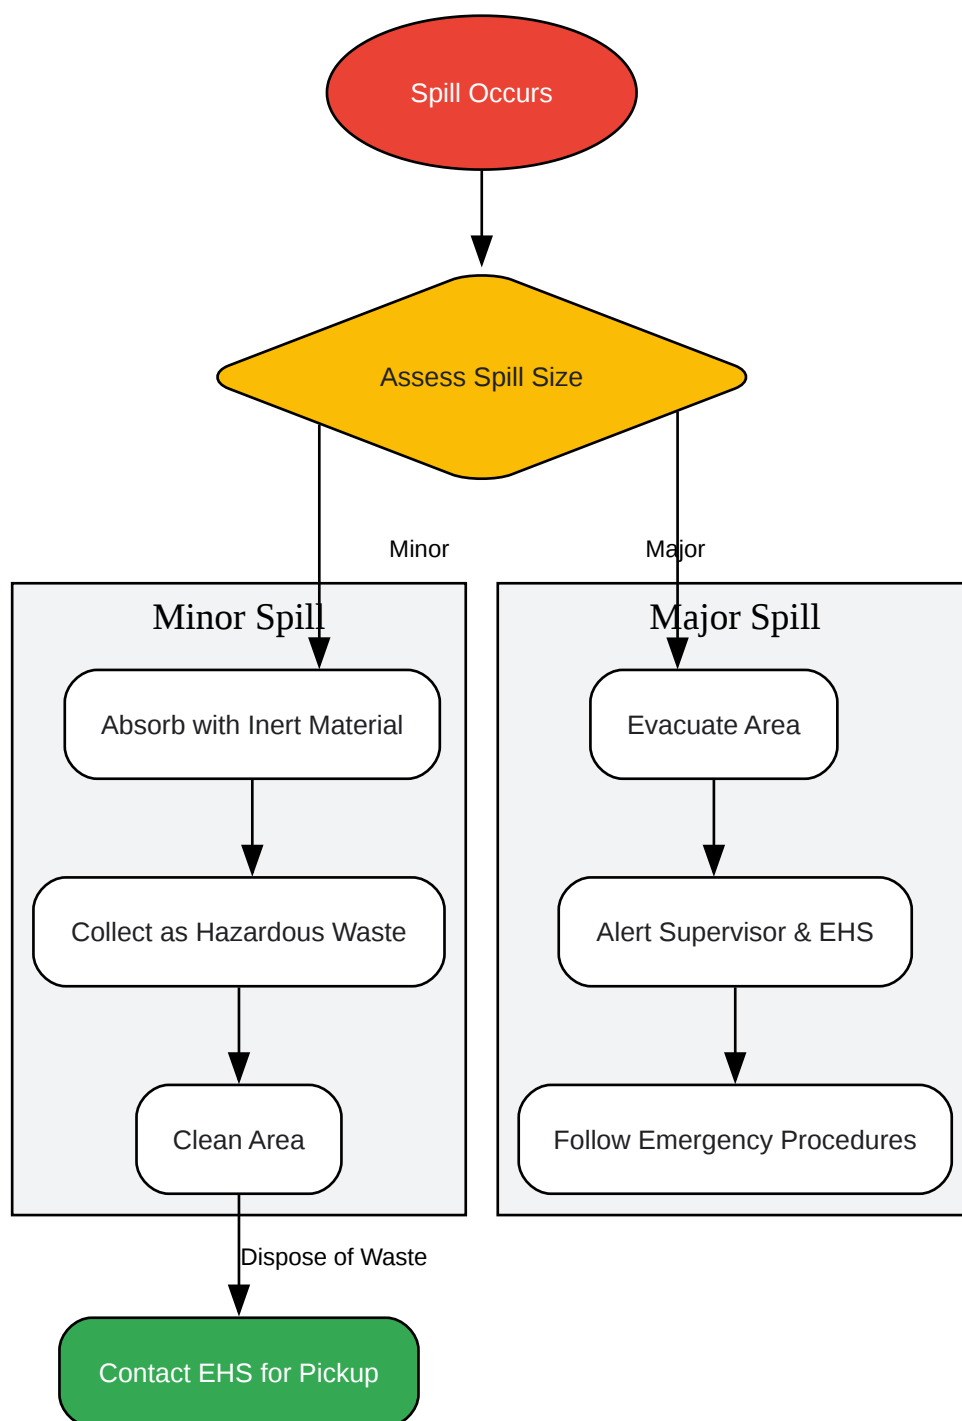 Spill Occurs
Assess Spill Size
Minor
Major
Minor Spill
Absorb with Inert Material
Collect as Hazardous Waste
Clean Area
Major Spill
Evacuate Area
Alert Supervisor & EHS
Follow Emergency Procedures
Dispose of Waste
Contact EHS for Pickup